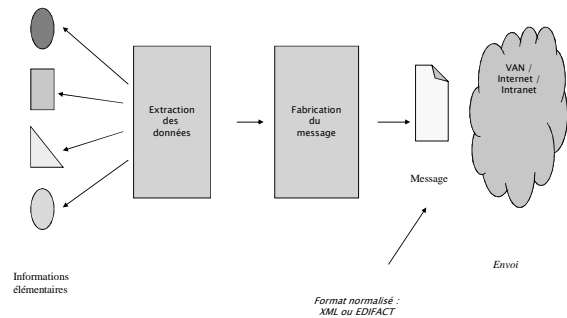 Extraction
des
données
Fabrication
du
message
VAN /
Internet /
Intranet
Message
Informations
élémentaires
Envoi
Format normalisé :
XML ou EDIFACT